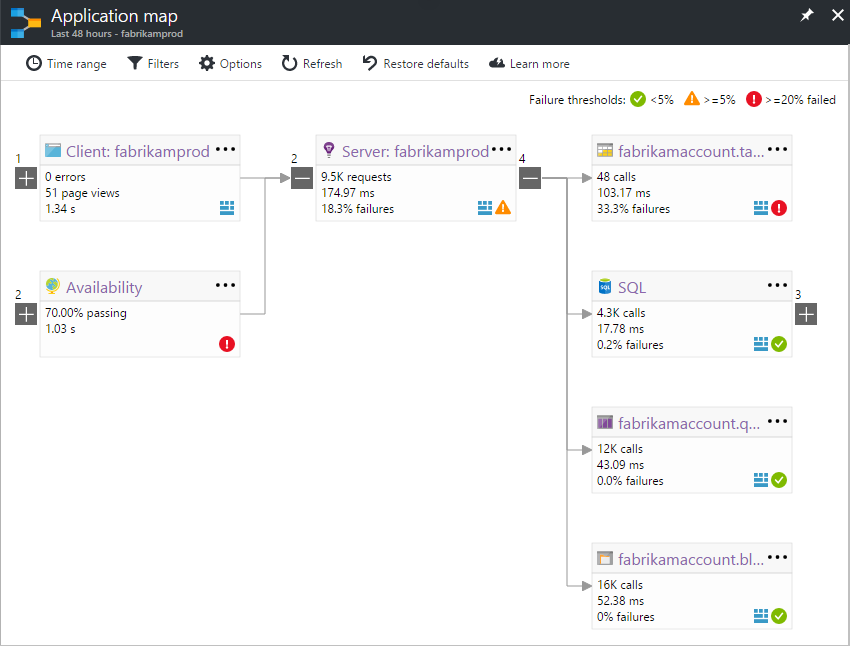 Application map
Last 48 hours - fabrikamprod
Time range Filters Options Refresh Restore defaults Learn more
Failure thresholds: <5% >=5% >=20% failed
1
Client: fabrikamprod
0 errors
51 page views
1.34 s
2
Availability
70.00% passing
1.03 s
2
Server: fabrikamprod
9.5K requests
174.97 ms
18.3% failures
4
fabrikamaccount.ta...
48 calls
103.17 ms
33.3% failures
SQL
SQL
4.3K calls
17.78 ms
0.2% failures
3
fabrikamaccount.q...
12K calls
43.09 ms
0.0% failures
fabrikamaccount.bl...
16K calls
52.38 ms
0% failures